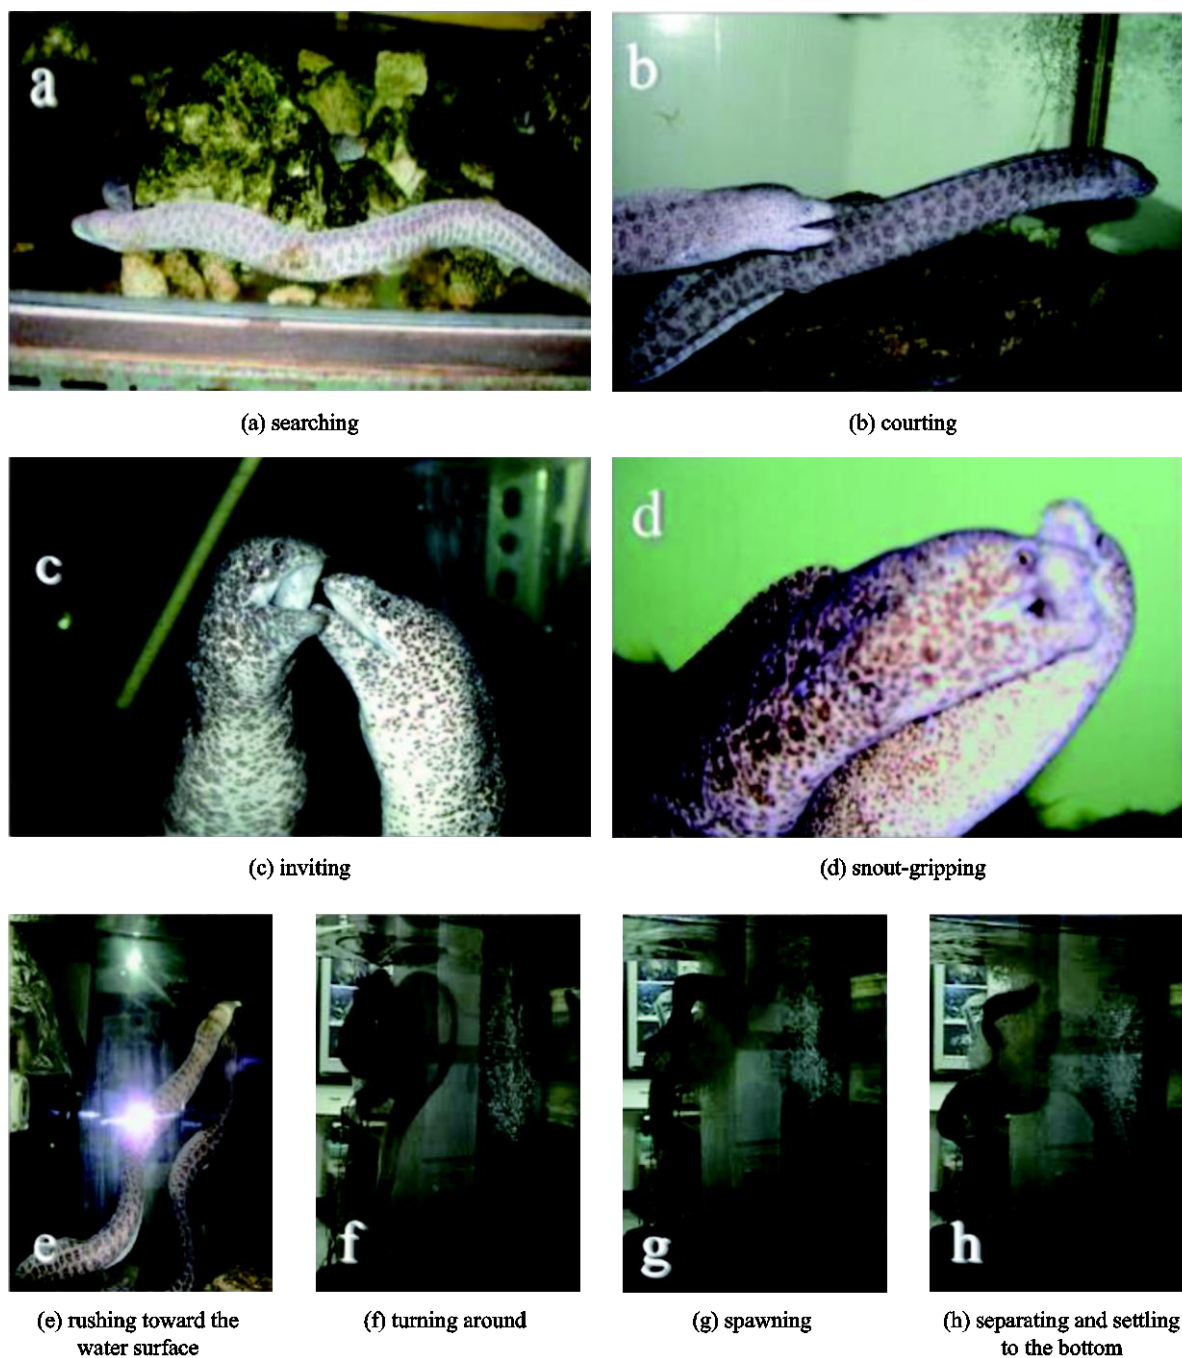 a
b
(a) searching
(b) courting
c
d
(c) inviting
(d) snout-gripping
e
f
g
h
(e) rushing toward the
water surface
(f) turning around
(g) spawning
(h) separating and settling
to the bottom